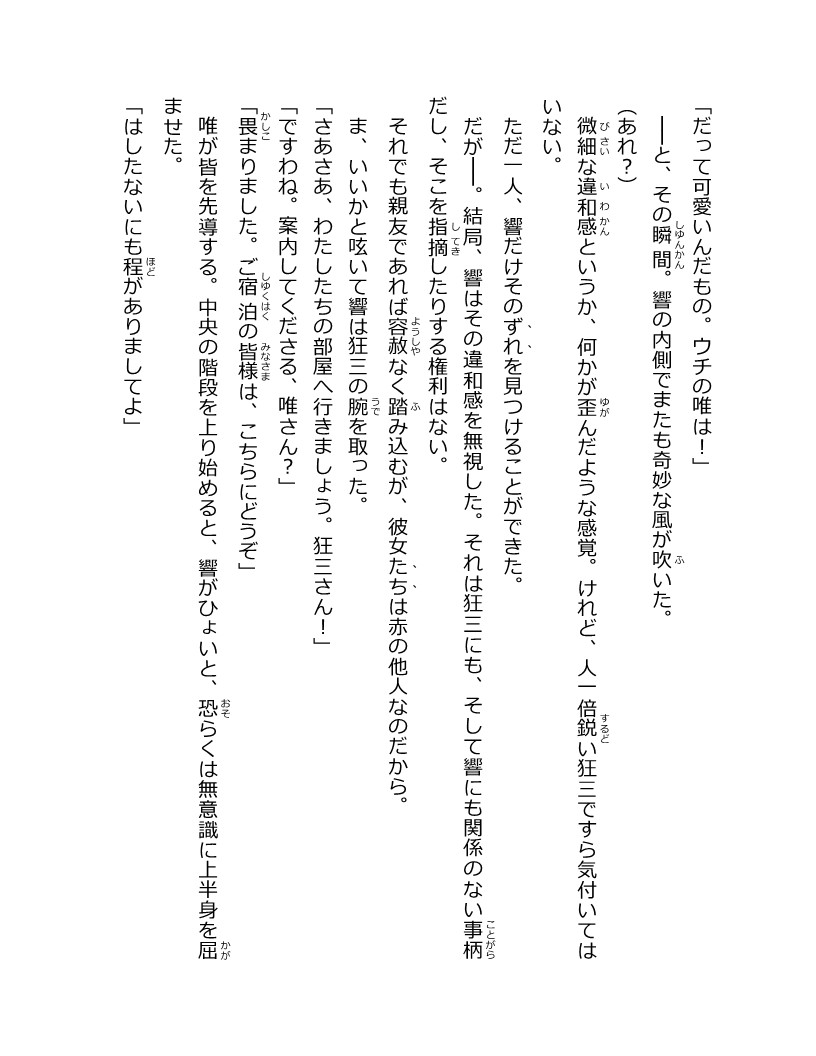 「だって可愛いんだもの。ウチの唯は！」
　――と、その瞬間。響の内側でまたも奇妙な風が吹いた。
（あれ？）
　微細な違和感というか、何かが歪んだような感覚。けれど、人一倍鋭い狂三ですら気付いては
いない。
　ただ一人、響だけそのずれを見つけることができた。
　だが――。結局、響はその違和感を無視した。それは狂三にも、そして響にも関係のない事柄
だし、そこを指摘したりする権利はない。
　それでも親友であれば容赦なく踏み込むが、彼女たちは赤の他人なのだから。
　ま、いいかと呟いて響は狂三の腕を取った。
「さあさあ、わたしたちの部屋へ行きましょう。狂三さん！」
「ですわね。案内してくださる、唯さん？」
「畏まりました。ご宿泊の皆様は、こちらにどうぞ」
　唯が皆を先導する。中央の階段を上り始めると、響がひょいと、恐らくは無意識に上半身を屈
ませた。
「はしたないにも程がありましてよ」